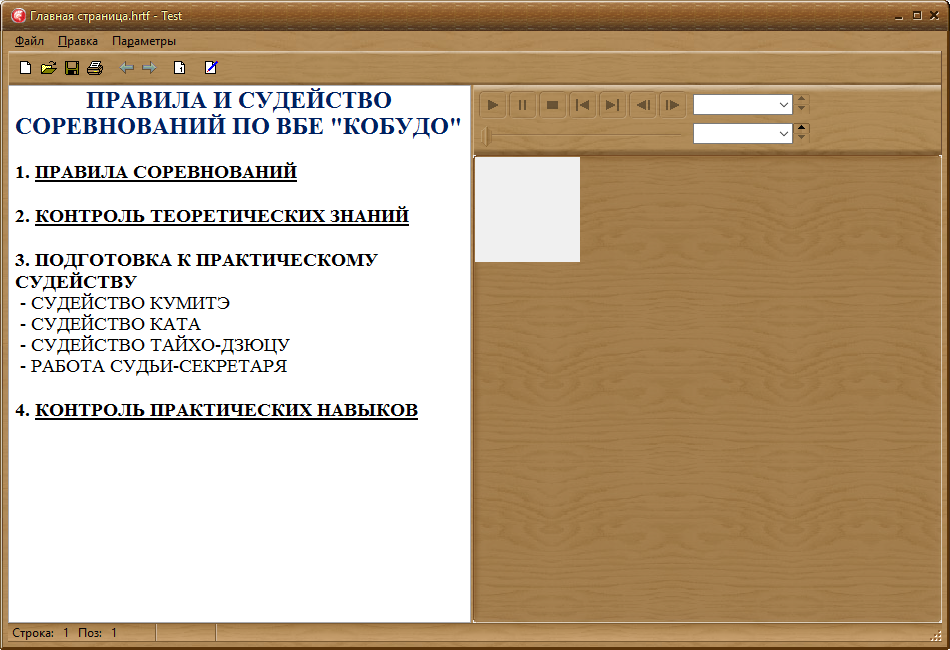 Главная страница.hrtf - Test
Файл Правка Параметры
ПРАВИЛА И СУДЕЙСТВО
СОРЕВНОВАНИЙ ПО ВБЕ "КОБУДО"
1. ПРАВИЛА СОРЕВНОВАНИЙ
2. КОНТРОЛЬ ТЕОРЕТИЧЕСКИХ ЗНАНИЙ
3. ПОДГОТОВКА К ПРАКТИЧЕСКОМУ
СУДЕЙСТВУ
- СУДЕЙСТВО КУМИТЭ
- СУДЕЙСТВО КАТА
- СУДЕЙСТВО ТАЙХО-ДЗЮЦУ
- РАБОТА СУДЬИ-СЕКРЕТАРЯ
4. КОНТРОЛЬ ПРАКТИЧЕСКИХ НАВЫКОВ
Строка: 1 Поз: 1